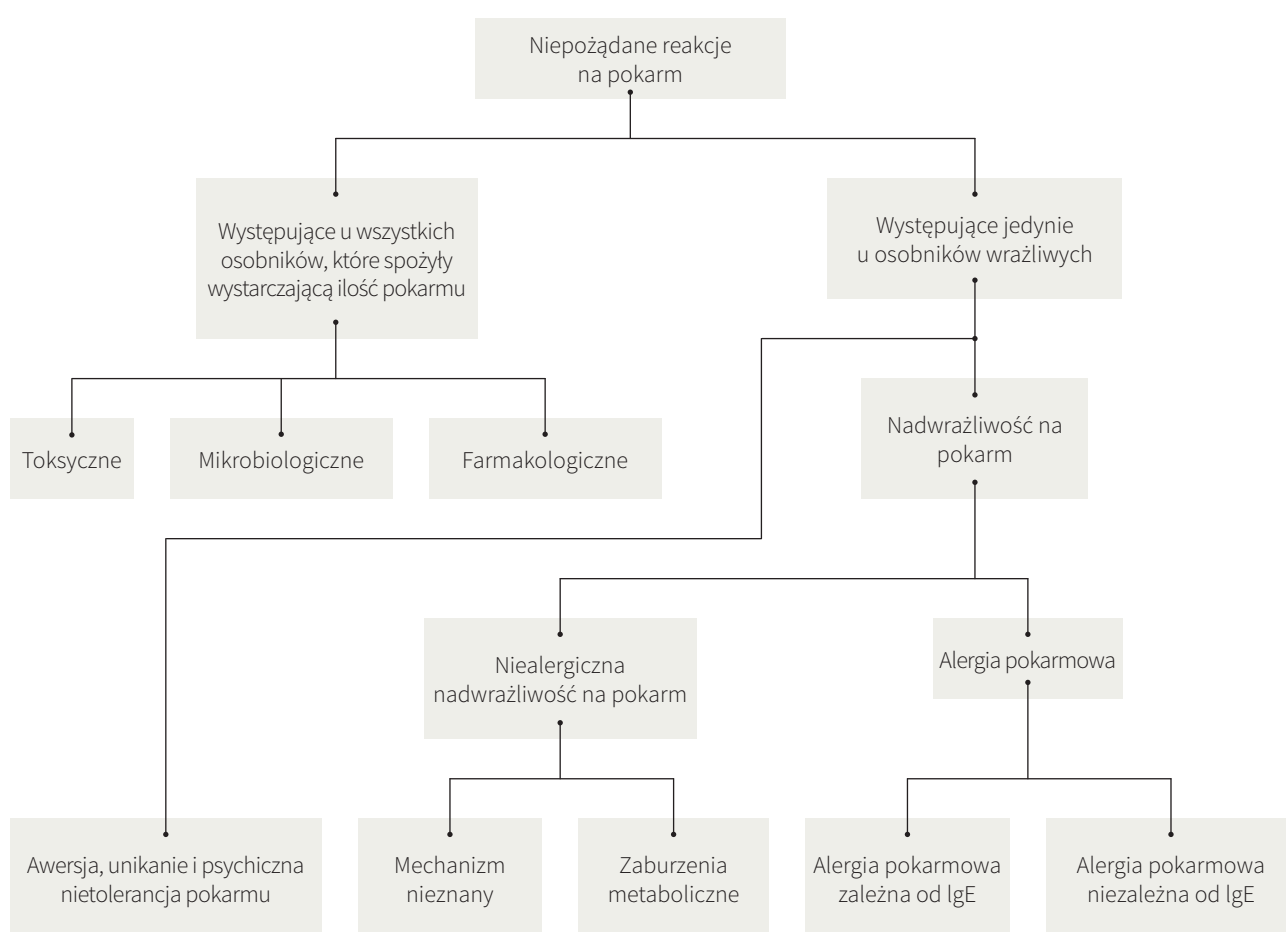 Niepożądane reakcje
na pokarm
Występujące u wszystkich
osobników, które spożyły
wystarczającą ilość pokarmu
Występujące jedynie
u osobników wrażliwych
Toksyczne
Mikrobiologiczne
Farmakologiczne
Nadwrażliwość na
pokarm
Niealergiczna
nadwrażliwość na pokarm
Alergia pokarmowa
Awersja, unikanie i psychiczna
nietolerancja pokarmu
Mechanizm
nieznany
Zaburzenia
metaboliczne
Alergia pokarmowa
zależna od lgE
Alergia pokarmowa
niezależna od lgE